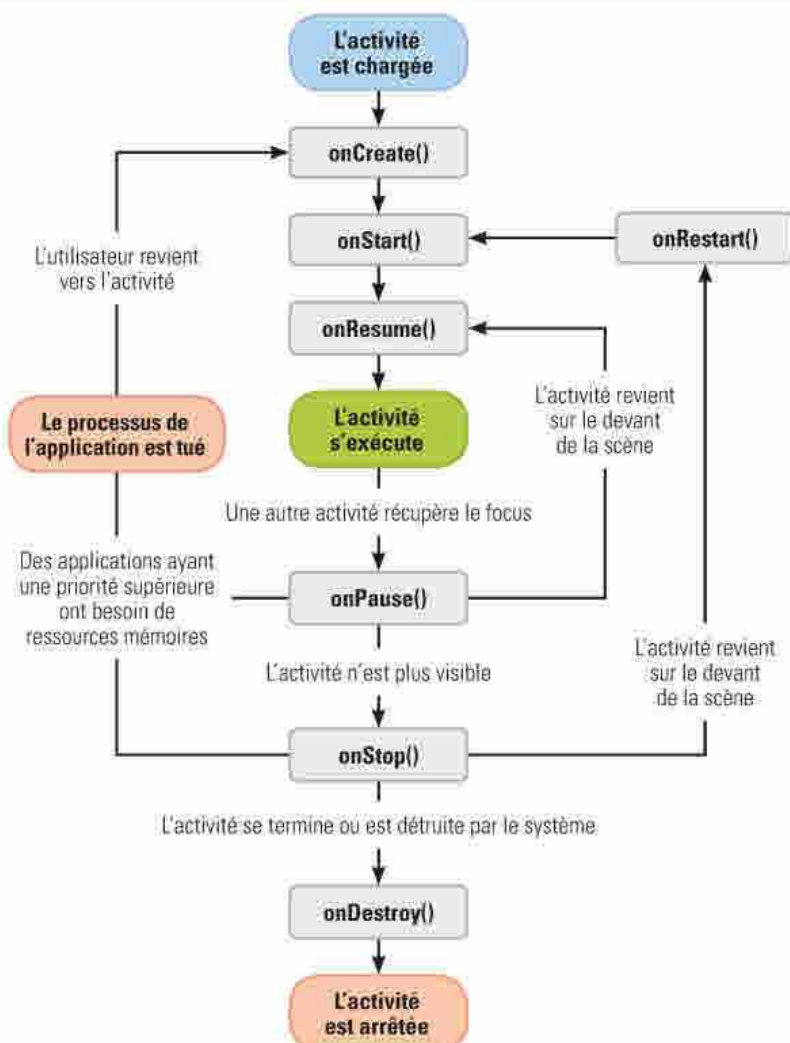 L'activité
est chargée
onCreate()
onStart()
onRestart()
L'utilisateur revient
vers l'activité
onResume()
L'activité revient
sur le devant
de la scène
Le processus de
l'application est tué
L'activité
s'exécute
Une autre activité récupère le focus
Des applications ayant
une priorité supérieure
ont besoin de
ressources mémoires
onPause()
L'activité revient
sur le devant
de la scène
L'activité n'est plus visible
onStop()
L'activité se termine ou est détruite par le système
onDestroy()
L'activité
est arrêtée